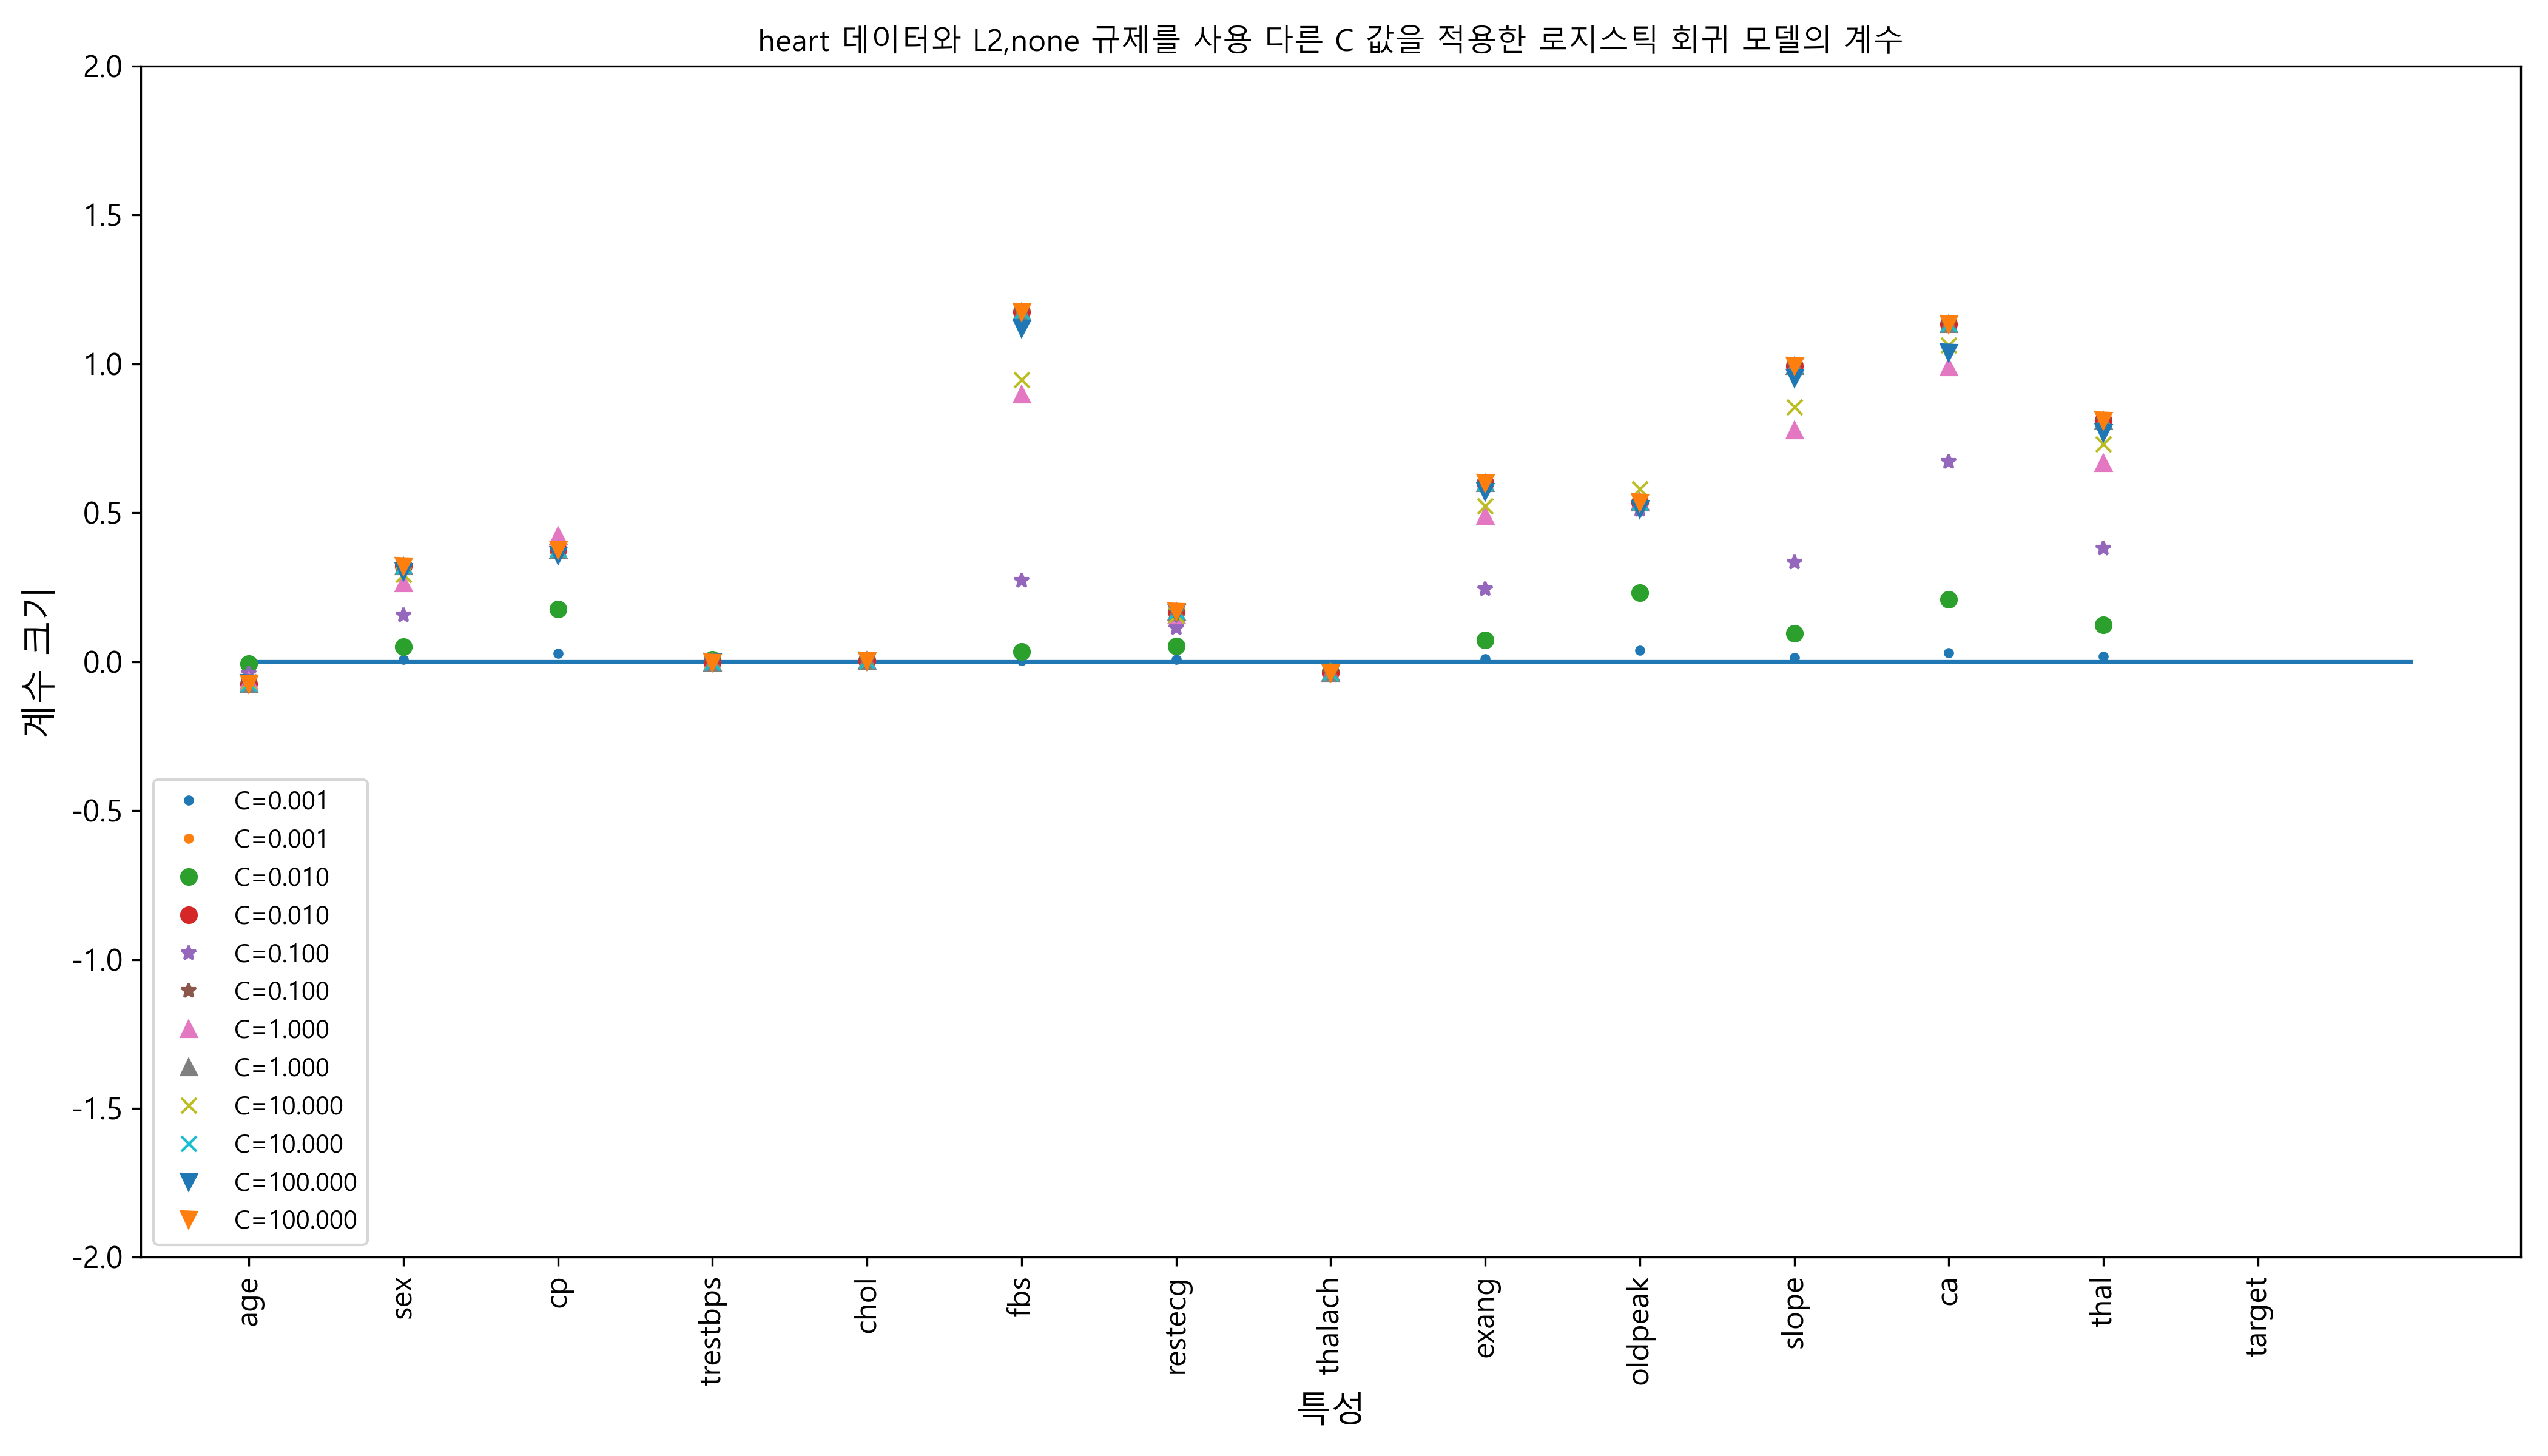 heart 데이터와 L2,none 규제를 사용 다른 C 값을 적용한 로지스틱 회귀 모델의 계수
계수 크기
2.0
1.5
1.0
0.5
0.0
-0.5
-1.0
-1.5
-2.0
C=0.001
C=0.001
C=0.010
C=0.010
C=0.100
C=0.100
C=1.000
C=1.000
C=10.000
C=10.000
C=100.000
C=100.000
age
sex
cp
trestbps
chol
fbs
restecg
thalach
exang
oldpeak
slope
ca
thal
target
특성